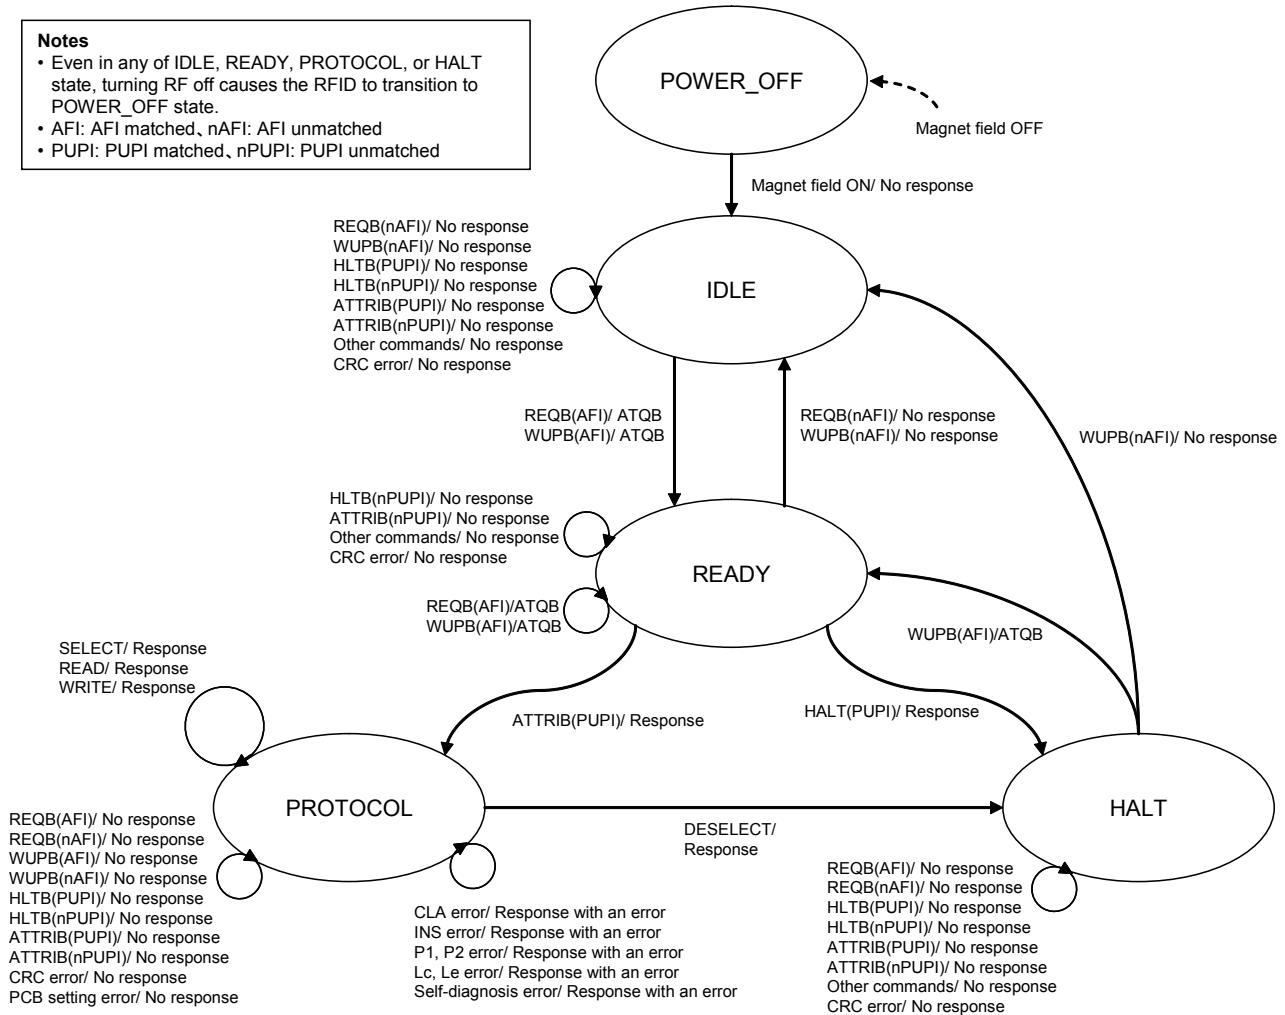 Notes
• Even in any of IDLE, READY, PROTOCOL, or HALT
state, turning RF off causes the RFID to transition to
POWER_OFF state.
• AFI: AFI matched、nAFI: AFI unmatched
• PUPI: PUPI matched、nPUPI: PUPI unmatched
POWER_OFF
Magnet field OFF
Magnet field ON/ No response
REQB(nAFI)/ No response
WUPB(nAFI)/ No response
HLTB(PUPI)/ No response
HLTB(nPUPI)/ No response
ATTRIB(PUPI)/ No response
ATTRIB(nPUPI)/ No response
Other commands/ No response
CRC error/ No response
IDLE
REQB(AFI)/ ATQB
WUPB(AFI)/ ATQB
REQB(nAFI)/ No response
WUPB(nAFI)/ No response
WUPB(nAFI)/ No response
HLTB(nPUPI)/ No response
ATTRIB(nPUPI)/ No response
Other commands/ No response
CRC error/ No response
READY
REQB(AFI)/ATQB
WUPB(AFI)/ATQB
WUPB(AFI)/ATQB
SELECT/ Response
READ/ Response
WRITE/ Response
ATTRIB(PUPI)/ Response
HALT(PUPI)/ Response
PROTOCOL
HALT
DESELECT/
Response
REQB(AFI)/ No response
REQB(nAFI)/ No response
WUPB(AFI)/ No response
WUPB(nAFI)/ No response
HLTB(PUPI)/ No response
HLTB(nPUPI)/ No response
ATTRIB(PUPI)/ No response
ATTRIB(nPUPI)/ No response
CRC error/ No response
PCB setting error/ No response
CLA error/ Response with an error
INS error/ Response with an error
P1, P2 error/ Response with an error
Lc, Le error/ Response with an error
Self-diagnosis error/ Response with an error
REQB(AFI)/ No response
REQB(nAFI)/ No response
HLTB(PUPI)/ No response
HLTB(nPUPI)/ No response
ATTRIB(PUPI)/ No response
ATTRIB(nPUPI)/ No response
Other commands/ No response
CRC error/ No response